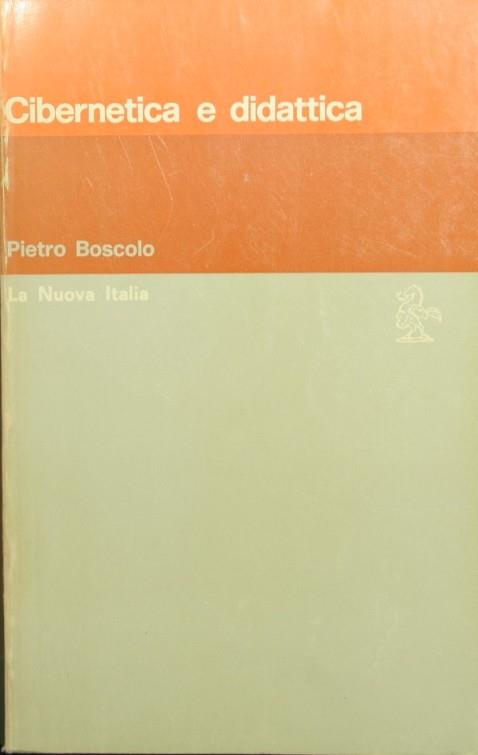 Cibernetica e didattica
Pietro Boscolo
La Nuova Italia